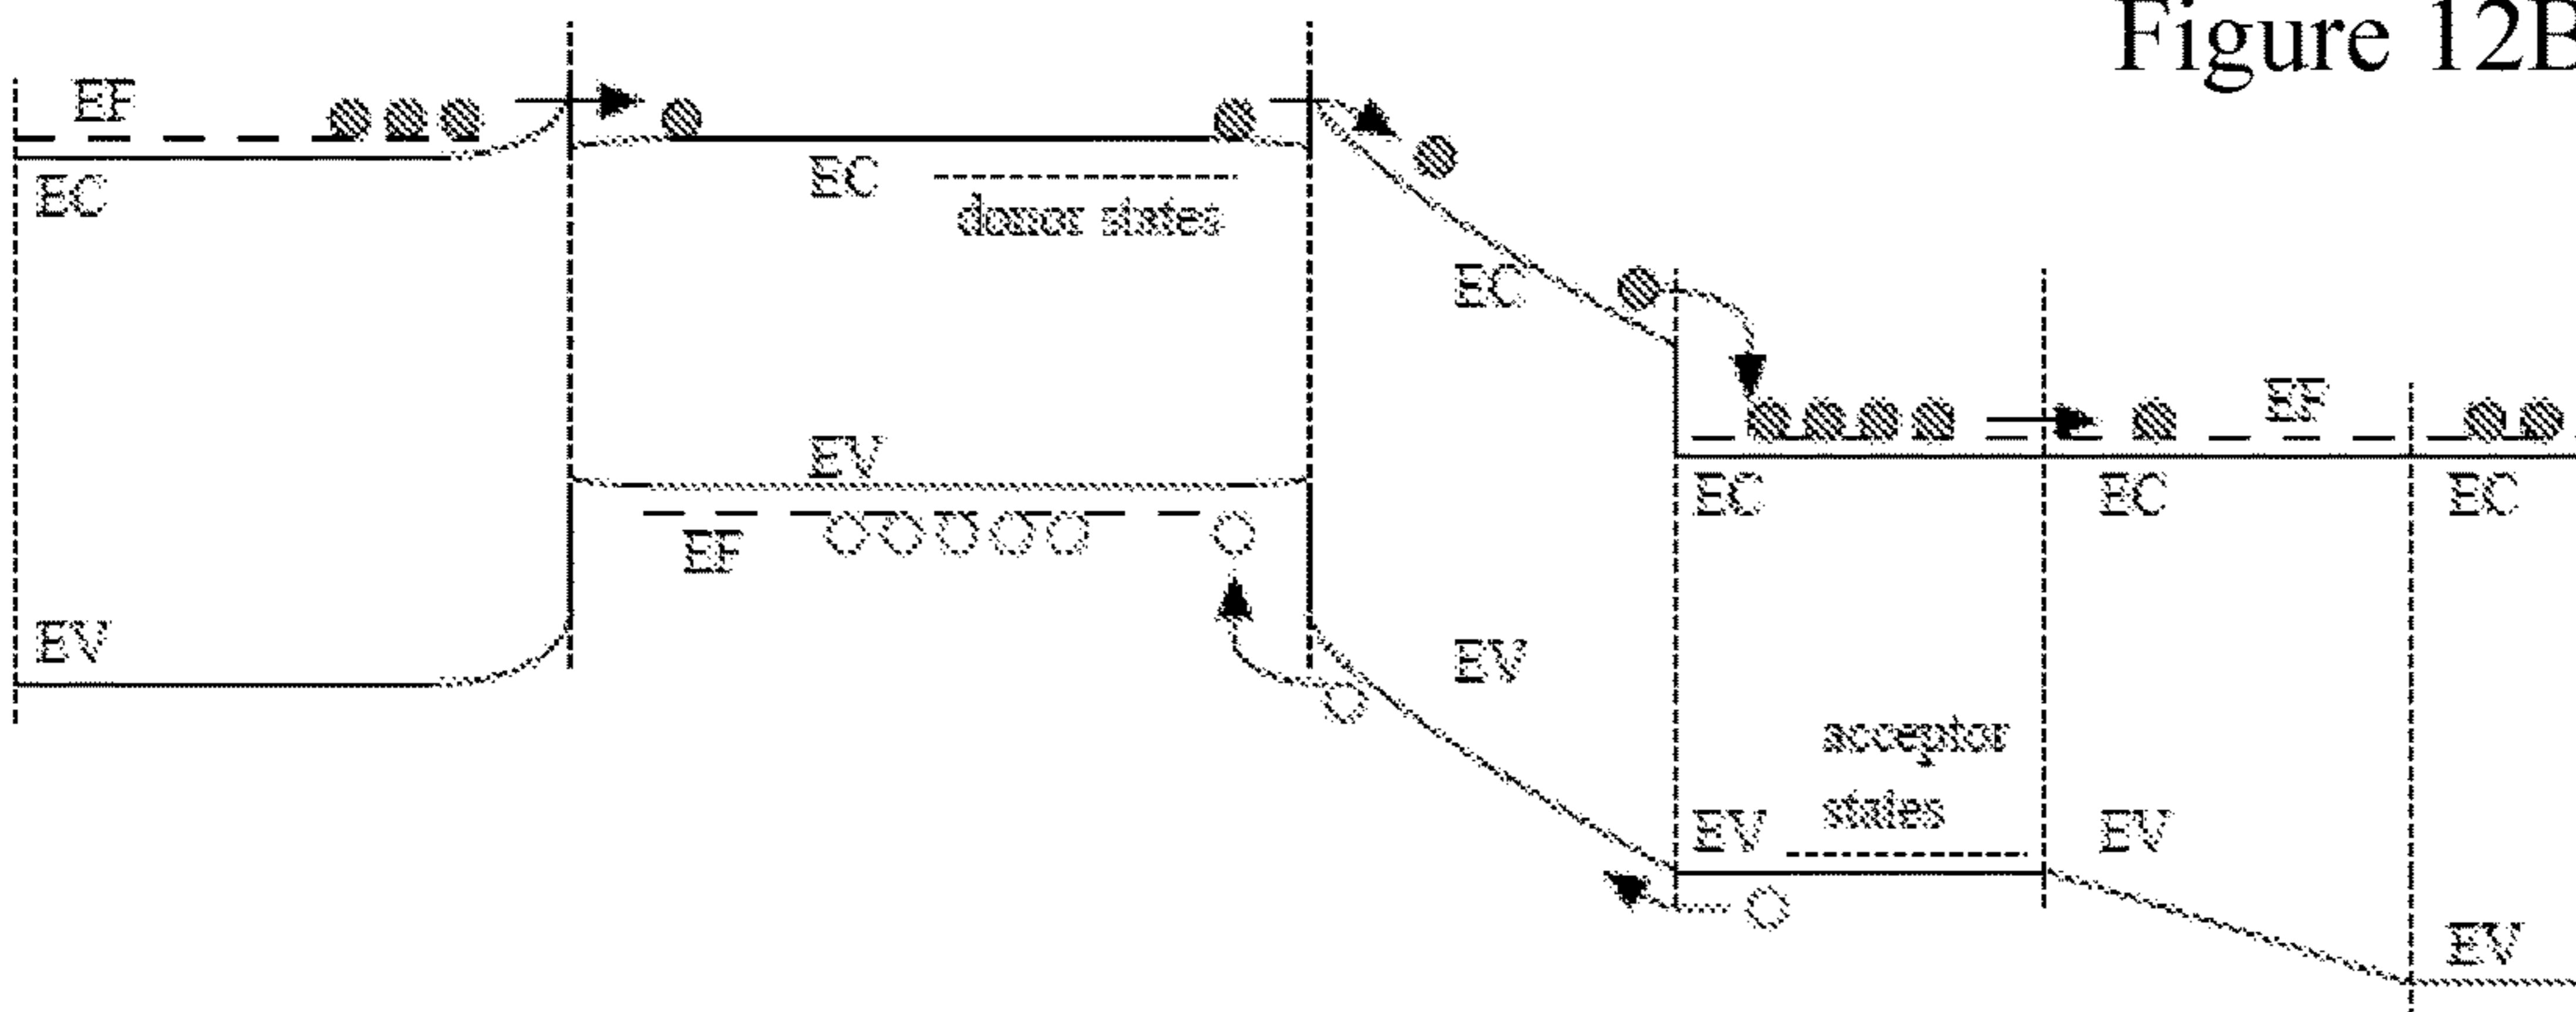 Figure 12B
EF
EC
EC
donor states
EC
EF
EV
EC
EC
EC
EF
EV
EV
acceptor
states
EV
EV
EV